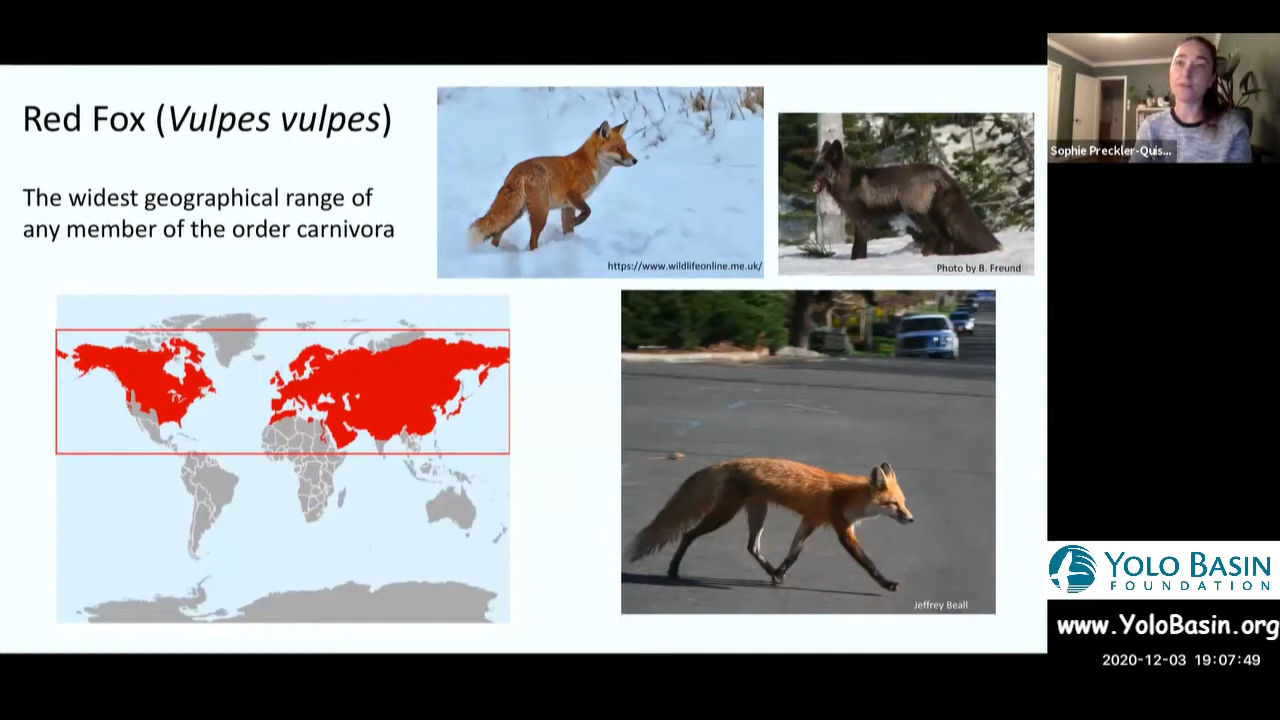 Red Fox (Vulpes vulpes)
The widest geographical range of
any member of the order carnivora
https://www.wildlifeonline.me.uk/
Photo by B. Freund
Jeffrey Beall
Sophie Preckler-Quis...
YOLO BASIN
FOUNDATION
www.YoloBasin.org
2020-12-03 19:07:49